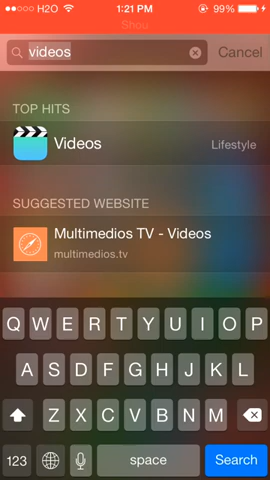 H2O 1:21 PM 99%
Shou
videos Cancel
TOP HITS
Videos Lifestyle
SUGGESTED WEBSITE
Multimedios TV - Videos
multimedios.tv
Q W E R T Y U I O P
A S D F G H J K L
Z X C V B N M
123 space Search